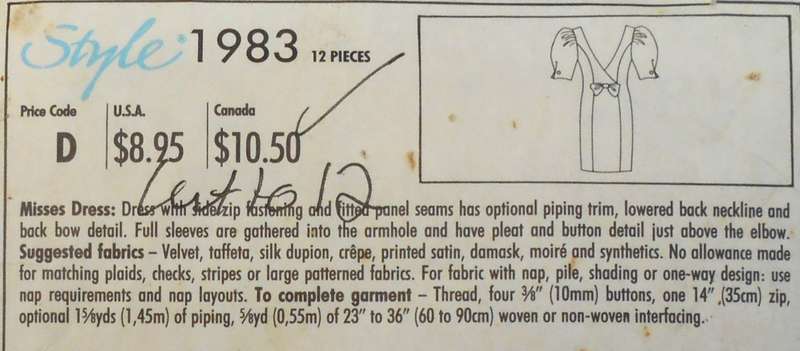 Style 1983 12 PIECES
Price Code U.S.A. Canada
D $8.95 $10.50
Cut to 12
Misses Dress: Dress with side zip fastening and fitted panel seams has optional piping trim, lowered back neckline and
back bow detail. Full sleeves are gathered into the armhole and have pleat and button detail just above the elbow.
Suggested fabrics – Velvet, taffeta, silk dupion, crêpe, printed satin, damask, moiré and synthetics. No allowance made
for matching plaids, checks, stripes or large patterned fabrics. For fabric with nap, pile, shading or one-way design: use
nap requirements and nap layouts. To complete garment – Thread, four ⅜" (10mm) buttons, one 14" (35cm) zip,
optional 1⅝yds (1,45m) of piping, ⅝yd (0,55m) of 23" to 36" (60 to 90cm) woven or non-woven interfacing.